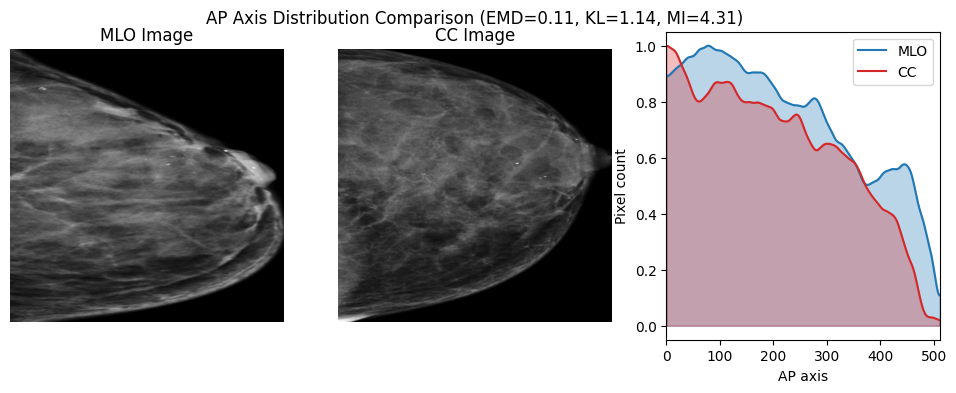 AP Axis Distribution Comparison (EMD=0.11, KL=1.14, MI=4.31)
MLO Image
CC Image
MLO
CC
Pixel count
1.0
0.8
0.6
0.4
0.2
0.0
0 100 200 300 400 500
AP axis